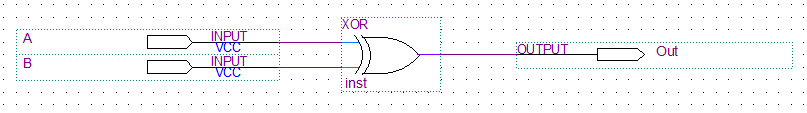 XOR
A
INPUT
VCC
B
INPUT
VCC
inst
OUTPUT
Out